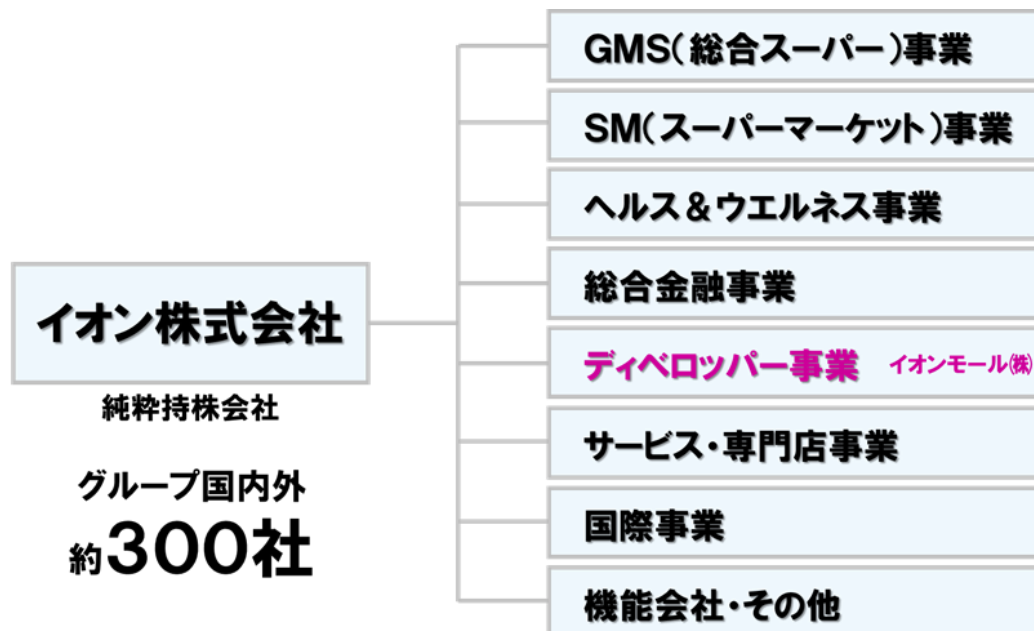 GMS(総合スーパー)事業
SM(スーパーマーケット)事業
ヘルス&ウエルネス事業
総合金融事業
ディベロッパー事業 イオンモール㈱
サービス・専門店事業
国際事業
機能会社・その他
イオン株式会社
純粋持株会社
グループ国内外
約300社